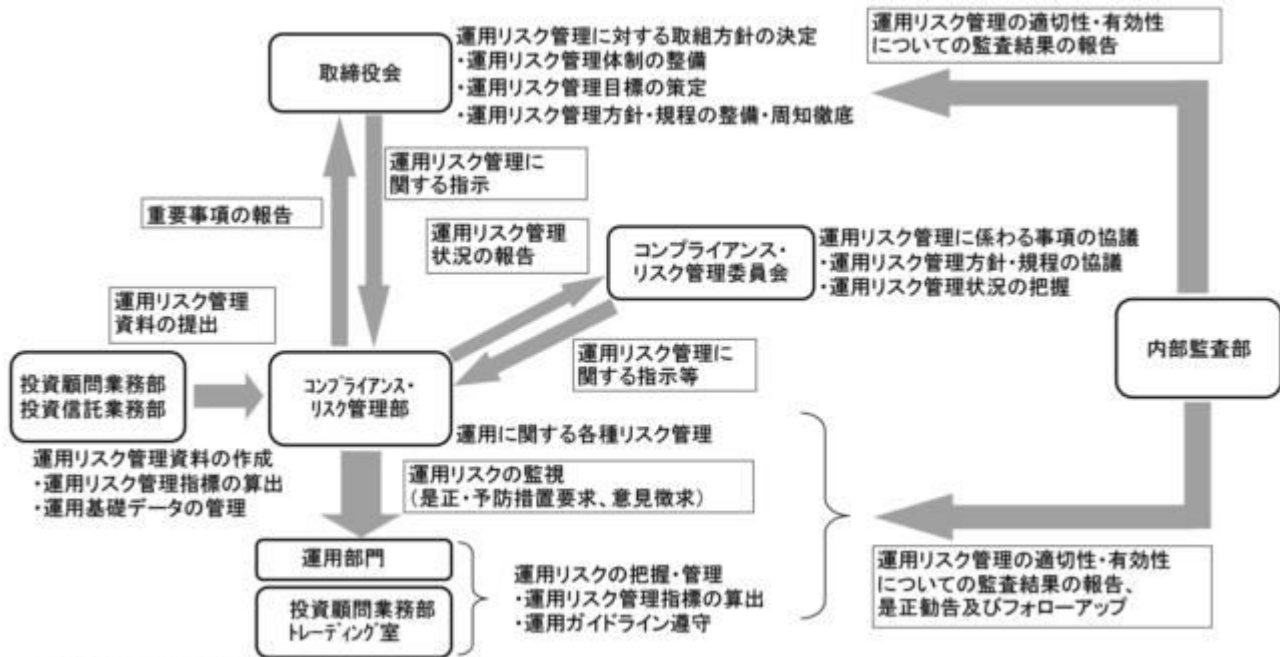 取締役会
運用リスク管理に対する取組方針の決定
・運用リスク管理体制の整備
・運用リスク管理目標の策定
・運用リスク管理方針・規程の整備・周知徹底
運用リスク管理の適切性・有効性
についての監査結果の報告
運用リスク管理に
関する指示
重要事項の報告
運用リスク管理
状況の報告
コンプライアンス・
リスク管理委員会
運用リスク管理に係わる事項の協議
・運用リスク管理方針・規程の協議
・運用リスク管理状況の把握
運用リスク管理
資料の提出
運用リスク管理に
関する指示等
内部監査部
投資顧問業務部
投資信託業務部
コンプライアンス・
リスク管理部
運用に関する各種リスク管理
運用リスク管理資料の作成
・運用リスク管理指標の算出
・運用基礎データの管理
運用リスクの監視
（是正・予防措置要求、意見徴求）
運用部門
投資顧問業務部
トレーディング室
運用リスクの把握・管理
・運用リスク管理指標の算出
・運用ガイドライン遵守
運用リスク管理の適切性・有効性
についての監査結果の報告、
是正勧告及びフォローアップ